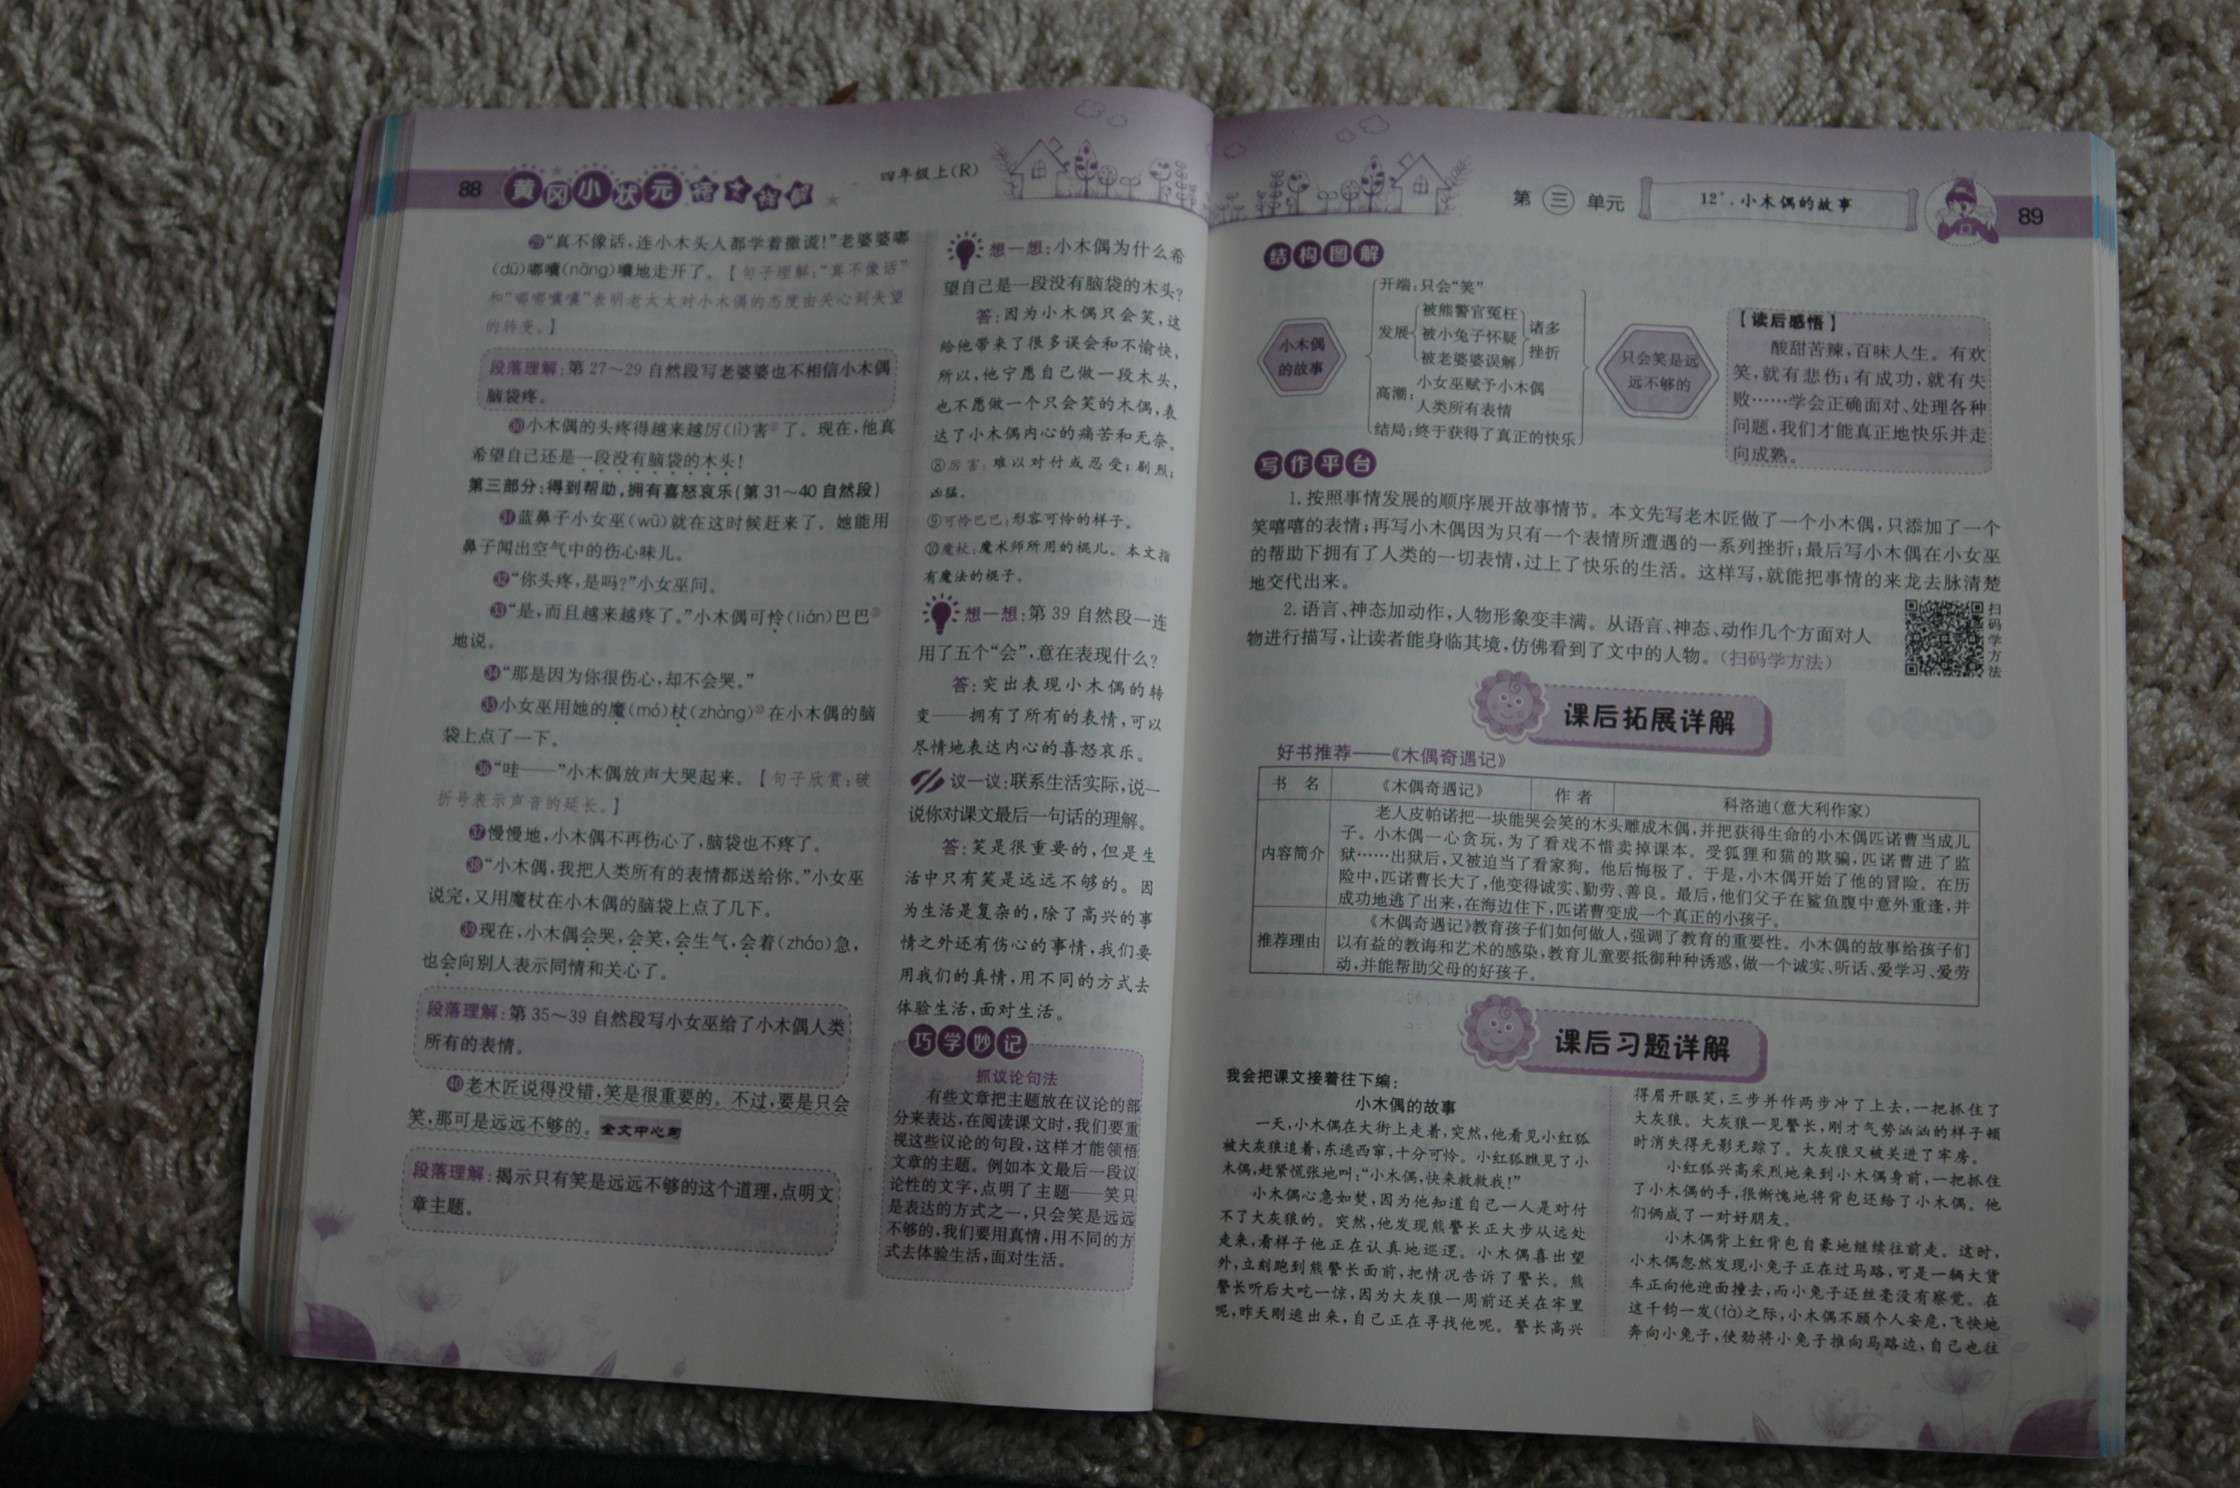 88
黄冈小状元
四年级上(R)
㉙“真不像话,连小木头人都学着撒谎!”老婆婆嘟
(dū)嘟囔(nāng)囔地走开了。【句子理解:“真不像话”
和“嘟嘟囔囔”表明老太太对小木偶的态度由关心到失望
的转变。】
段落理解:第27~29自然段写老婆婆也不相信小木偶
脑袋疼。
㉚小木偶的头疼得越来越厉(lì)害⑧了。现在,他真
希望自己还是一段没有脑袋的木头!
第三部分:得到帮助,拥有喜怒哀乐(第31~40自然段)
㉛蓝鼻子小女巫(wū)就在这时候赶来了。她能用
鼻子闻出空气中的伤心味儿。
㉜“你头疼,是吗?”小女巫问。
㉝“是,而且越来越疼了。”小木偶可怜(lián)巴巴⑨
地说。
㉞“那是因为你很伤心,却不会哭。”
㉟小女巫用她的魔(mó)杖(zhàng)⑩在小木偶的脑
袋上点了一下。
㊱“哇——”小木偶放声大哭起来。【句子欣赏:破
折号表示声音的延长。】
㊲慢慢地,小木偶不再伤心了,脑袋也不疼了。
㊳“小木偶,我把人类所有的表情都送给你。”小女巫
说完,又用魔杖在小木偶的脑袋上点了几下。
㊴现在,小木偶会哭,会笑,会生气,会着(zháo)急,
也会向别人表示同情和关心了。
段落理解:第35~39自然段写小女巫给了小木偶人类
所有的表情。
㊵老木匠说得没错,笑是很重要的。不过,要是只会
笑,那可是远远不够的。
全文中心句
段落理解:揭示只有笑是远远不够的这个道理,点明文
章主题。
想一想:小木偶为什么希
望自己是一段没有脑袋的木头?
答:因为小木偶只会笑,这
给他带来了很多误会和不愉快,
所以,他宁愿自己做一段木头,
也不愿做一个只会笑的木偶,表
达了小木偶内心的痛苦和无奈。
⑧厉害:难以对付或忍受;剧烈;
凶猛。
⑨可怜巴巴:形容可怜的样子。
⑩魔杖:魔术师所用的棍儿。本文指
有魔法的棍子。
想一想:第39自然段一连
用了五个“会”,意在表现什么?
答:突出表现小木偶的转
变——拥有了所有的表情,可以
尽情地表达内心的喜怒哀乐。
议一议:联系生活实际,说一
说你对课文最后一句话的理解。
答:笑是很重要的,但是生
活中只有笑是远远不够的。因
为生活是复杂的,除了高兴的事
情之外还有伤心的事情,我们要
用我们的真情,用不同的方式去
体验生活,面对生活。
巧学妙记
抓议论句法
有些文章把主题放在议论的部
分来表达,在阅读课文时,我们要重
视这些议论的句段,这样才能领悟
文章的主题。例如本文最后一段议
论性的文字,点明了主题——笑只
是表达的方式之一,只会笑是远远
不够的,我们要用真情,用不同的方
式去体验生活,面对生活。
第三单元
12*.小木偶的故事
89
结构图解
小木偶
的故事
开端:只会“笑”
发展
被熊警官冤枉
被小兔子怀疑
被老婆婆误解
诸多
挫折
高潮:
小女巫赋予小木偶
人类所有表情
结局:终于获得了真正的快乐
只会笑是远
远不够的
【读后感悟】
酸甜苦辣,百味人生。有欢
笑,就有悲伤;有成功,就有失
败……学会正确面对、处理各种
问题,我们才能真正地快乐并走
向成熟。
写作平台
1.按照事情发展的顺序展开故事情节。本文先写老木匠做了一个小木偶,只添加了一个
笑嘻嘻的表情;再写小木偶因为只有一个表情所遭遇的一系列挫折;最后写小木偶在小女巫
的帮助下拥有了人类的一切表情,过上了快乐的生活。这样写,就能把事情的来龙去脉清楚
地交代出来。
2.语言、神态加动作,人物形象变丰满。从语言、神态、动作几个方面对人
物进行描写,让读者能身临其境,仿佛看到了文中的人物。(扫码学方法)
扫码学方法
课后拓展详解
好书推荐——《木偶奇遇记》
书 名 《木偶奇遇记》 作 者 科洛迪(意大利作家)
内容简介
老人皮帕诺把一块能哭会笑的木头雕成木偶,并把获得生命的小木偶匹诺曹当成儿
子。小木偶一心贪玩,为了看戏不惜卖掉课本。受狐狸和猫的欺骗,匹诺曹进了监
狱……出狱后,又被迫当了看家狗。他后悔极了。于是,小木偶开始了他的冒险。在历
险中,匹诺曹长大了,他变得诚实、勤劳、善良。最后,他们父子在鲨鱼腹中意外重逢,并
成功地逃了出来,在海边住下,匹诺曹变成一个真正的小孩子。
推荐理由
《木偶奇遇记》教育孩子们如何做人,强调了教育的重要性。小木偶的故事给孩子们
以有益的教诲和艺术的感染,教育儿童要抵御种种诱惑,做一个诚实、听话、爱学习、爱劳
动,并能帮助父母的好孩子。
课后习题详解
我会把课文接着往下编:
小木偶的故事
一天,小木偶在大街上走着,突然,他看见小红狐
被大灰狼追着,东逃西窜,十分可怜。小红狐瞧见了小
木偶,赶紧慌张地叫:“小木偶,快来救救我!”
小木偶心急如焚,因为他知道自己一人是对付
不了大灰狼的。突然,他发现熊警长正大步从远处
走来,看样子他正在认真地巡逻。小木偶喜出望
外,立刻跑到熊警长面前,把情况告诉了警长。熊
警长听后大吃一惊,因为大灰狼一周前还关在牢里
呢,昨天刚逃出来,自己正在寻找他呢。警长高兴
得眉开眼笑,三步并作两步冲了上去,一把抓住了
大灰狼。大灰狼一见警长,刚才气势汹汹的样子顿
时消失得无影无踪了。大灰狼又被关进了牢房。
小红狐兴高采烈地来到小木偶身前,一把抓住
了小木偶的手,很惭愧地将背包还给了小木偶。他
们俩成了一对好朋友。
小木偶背上红背包自豪地继续往前走。这时,
小木偶忽然发现小兔子正在过马路,可是一辆大货
车正向他迎面撞去,而小兔子还丝毫没有察觉。在
这千钧一发(fà)之际,小木偶不顾个人安危,飞快地
奔向小兔子,使劲将小兔子推向马路边,自己也往